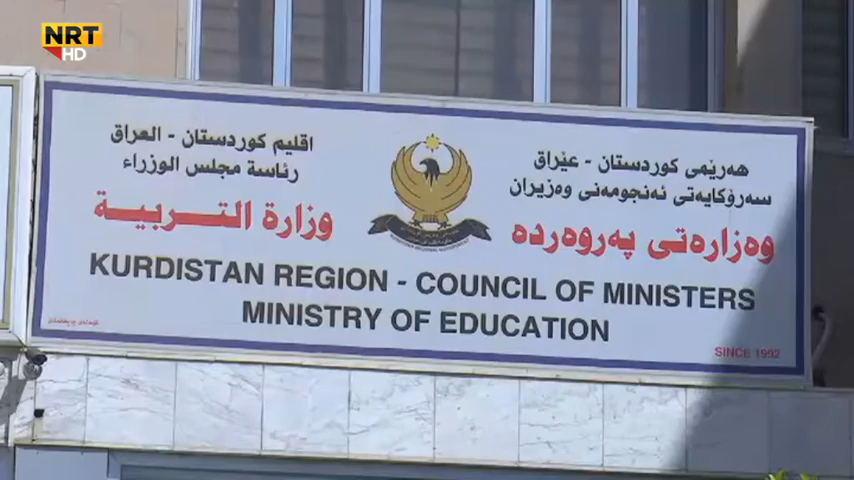 NRT
HD
هەرێمی کوردستان - عێراق
سەرۆکایەتی ئەنجومەنی وەزیران
وەزارەتی پەروەردە
اقليم كوردستان - العراق
رئاسة مجلس الوزراء
وزارة التربية
KURDISTAN REGION - COUNCIL OF MINISTERS
MINISTRY OF EDUCATION
SINCE 1992